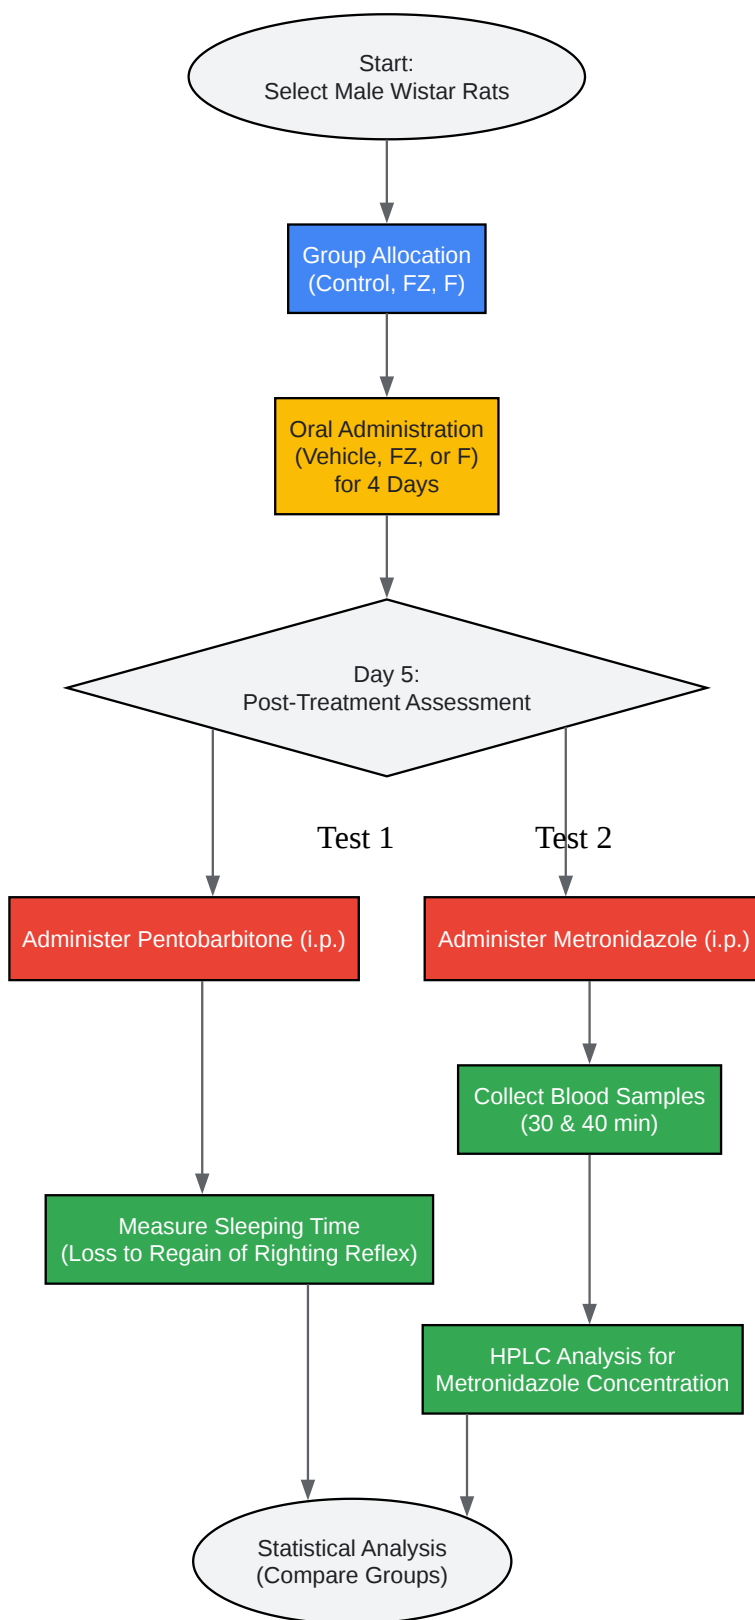 Start:
Select Male Wistar Rats
Group Allocation
(Control, FZ, F)
Oral Administration
(Vehicle, FZ, or F)
for 4 Days
Day 5:
Post-Treatment Assessment
Test 1
Test 2
Administer Pentobarbitone (i.p.)
Administer Metronidazole (i.p.)
Collect Blood Samples
(30 & 40 min)
Measure Sleeping Time
(Loss to Regain of Righting Reflex)
HPLC Analysis for
Metronidazole Concentration
Statistical Analysis
(Compare Groups)